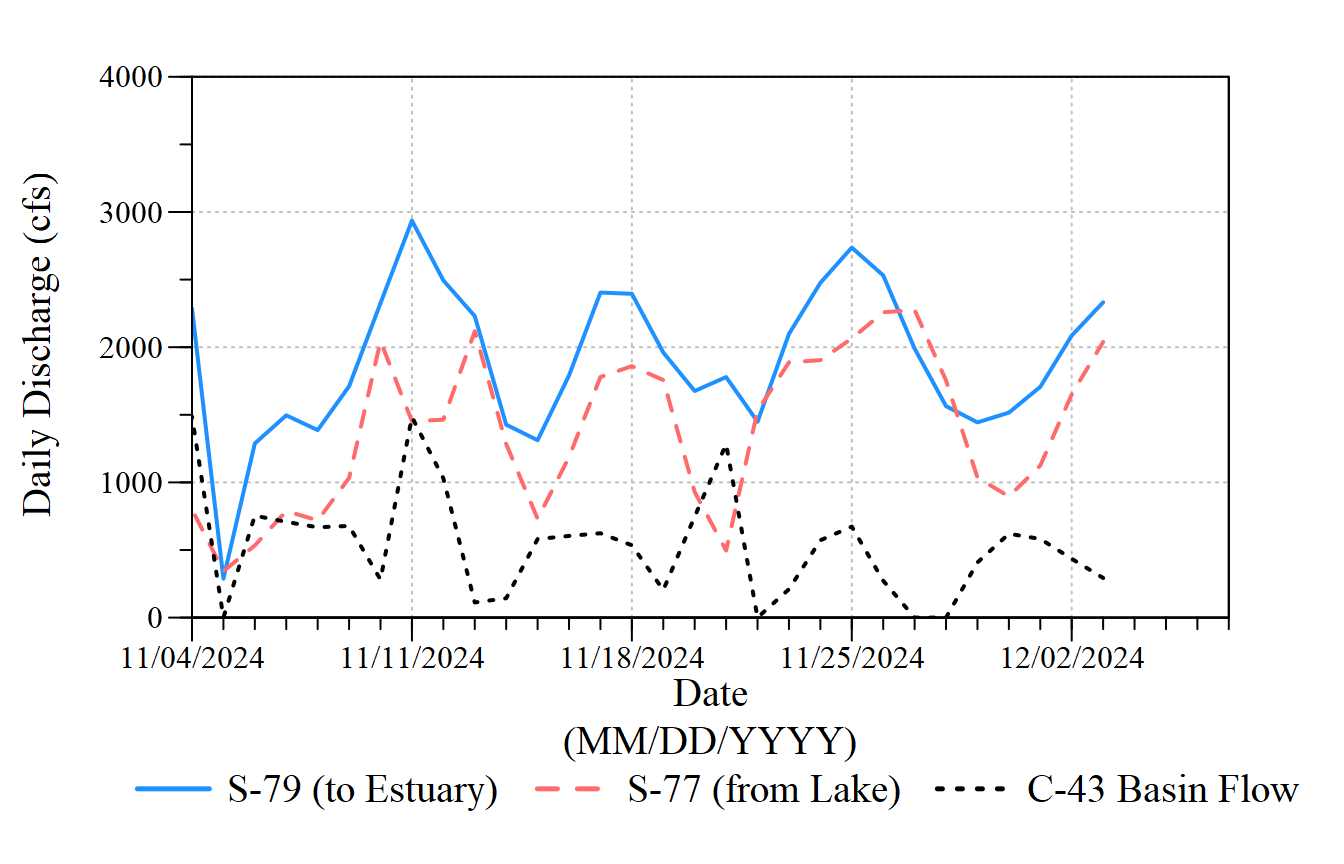 Daily Discharge (cfs)
4000
3000
2000
1000
0
11/04/2024 11/11/2024 11/18/2024 11/25/2024 12/02/2024
Date
(MM/DD/YYYY)
S-79 (to Estuary) S-77 (from Lake) C-43 Basin Flow